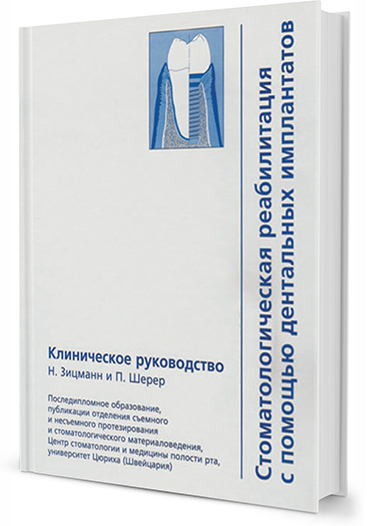 Стоматологическая реабилитация
с помощью дентальных имплантатов
Клиническое руководство
Н. Зицманн и П. Шерер
Последипломное образование,
публикации отделения съемного
и несъемного протезирования
и стоматологического материаловедения,
Центр стоматологии и медицины полости рта,
университет Цюриха (Швейцария)